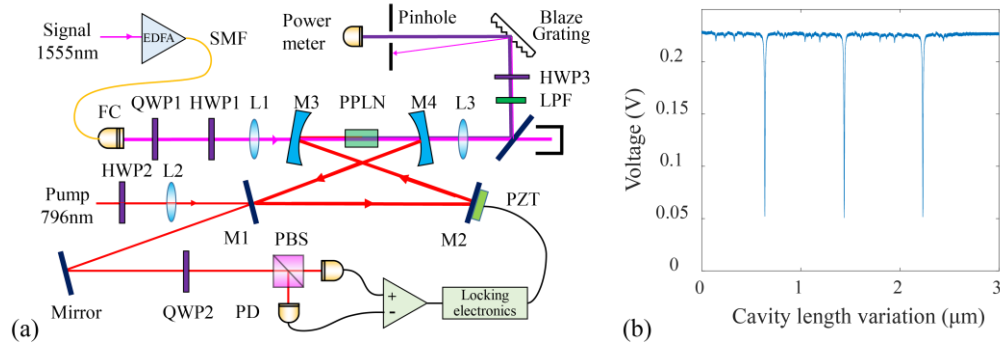 Signal
1555nm
EDFA
SMF
Power
meter
Pinhole
Blaze
Grating
HWP3
LPF
FC
QWP1
HWP1
L1
M3
PPLN
M4
L3
HWP2
L2
Pump
796nm
M1
M2
PZT
PBS
Mirror
QWP2
PD
+
-
Locking
electronics
(a)
0.2
0.15
0.1
0.05
0
Voltage (V)
0
1
2
3
Cavity length variation (μm)
(b)